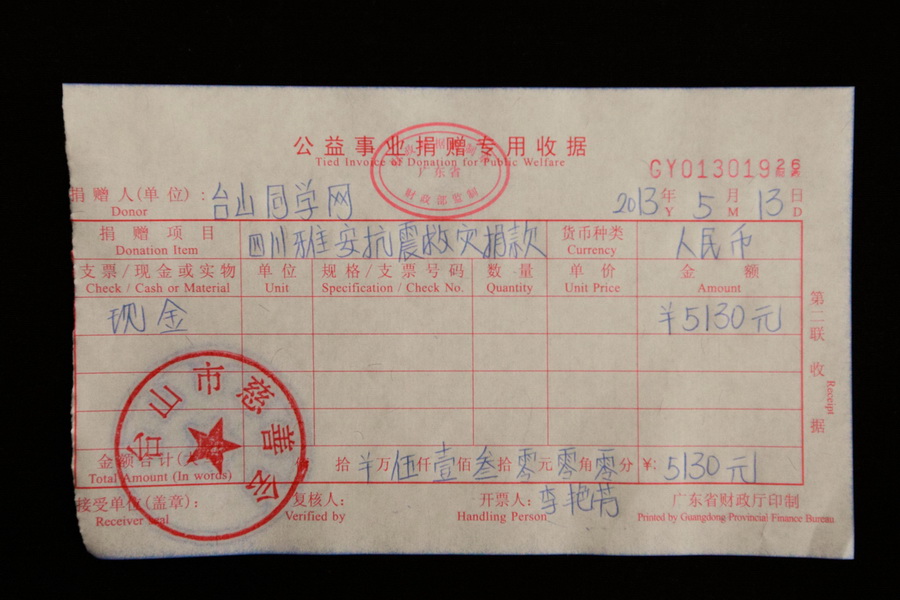 公益事业捐赠专用收据
Tied Invoice of Donation for Public Welfare
广东省
财政部监制
GY01301926
捐赠人(单位): 台山同学网 2013年 5月 13日
Donor Y M D
捐赠项目 四川雅安抗震救灾捐款 货币种类 人民币
Donation Item Currency
支票/现金或实物 单位 规格/支票号码 数量 单价 金额
Check / Cash or Material Unit Specification / Check No. Quantity Unit Price Amount
现金 ¥5130元
第二联 收据
Receipt
台山市慈善会
金额合计(大 拾¥万伍仟壹佰叁拾零元零角零分 ¥: 5130元
Total Amount (In words)
接受单位(盖章): 复核人: 开票人: 李艳芳 广东省财政厅印制
Receiver Seal Verified by Handling Person Printed by Guangdong Provincial Finance Bureau